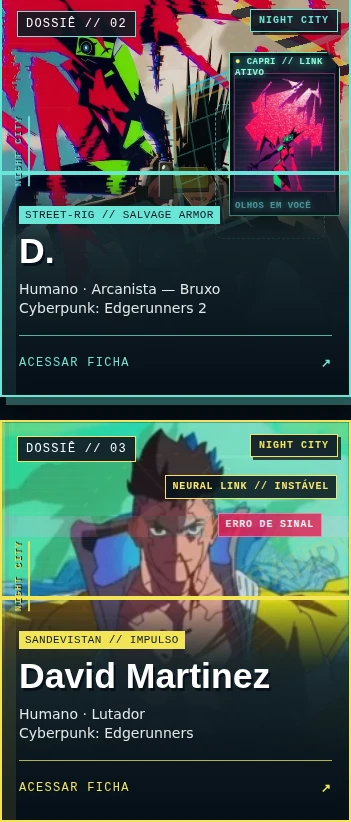 DOSSIÊ // 02
NIGHT CITY
● CAPRI // LINK
ATIVO
NIGHT CITY
OLHOS EM VOCÊ
STREET-RIG // SALVAGE ARMOR
D.
Humano · Arcanista — Bruxo
Cyberpunk: Edgerunners 2
ACESSAR FICHA ↗
DOSSIÊ // 03
NIGHT CITY
NEURAL LINK // INSTÁVEL
ERRO DE SINAL
NIGHT CITY
SANDEVISTAN // IMPULSO
David Martinez
Humano · Lutador
Cyberpunk: Edgerunners
ACESSAR FICHA ↗